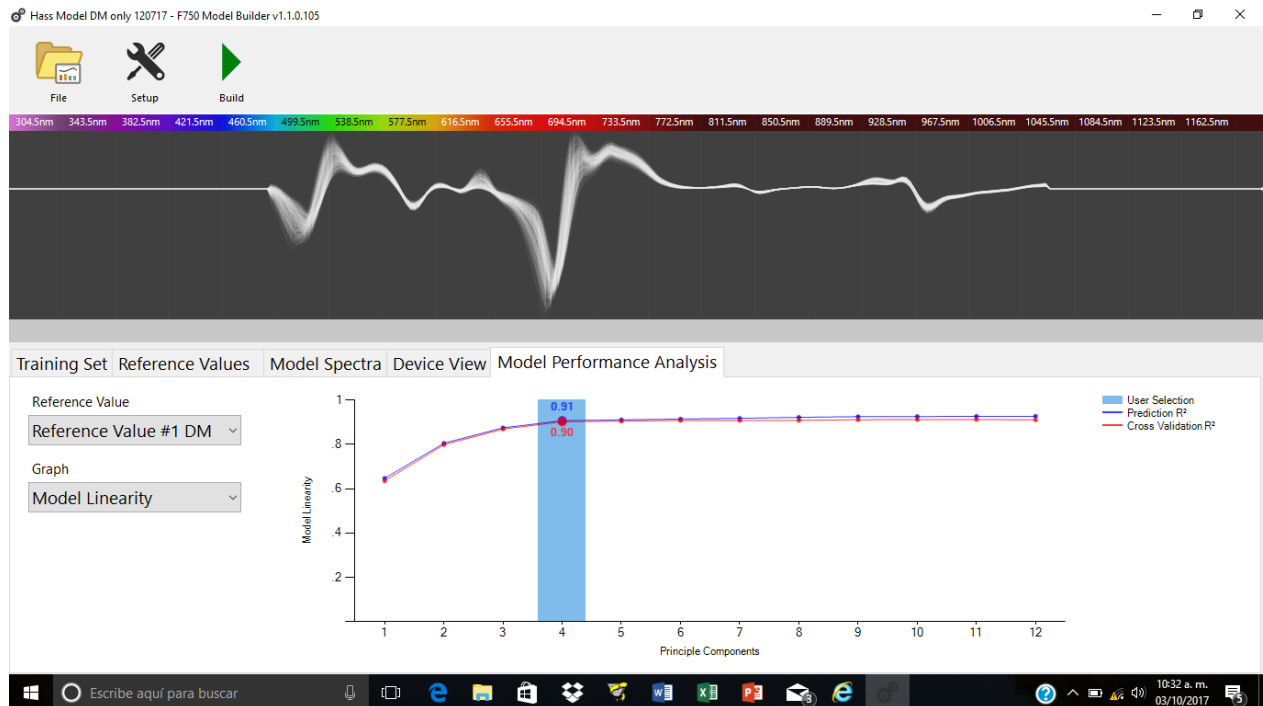 Hass Model DM only 120717 - F750 Model Builder v1.1.0.105
File Setup Build
304.5nm 343.5nm 382.5nm 421.5nm 460.5nm 499.5nm 538.5nm 577.5nm 616.5nm 655.5nm 694.5nm 733.5nm 772.5nm 811.5nm 850.5nm 889.5nm 928.5nm 967.5nm 1006.5nm 1045.5nm 1084.5nm 1123.5nm 1162.5nm
Training Set Reference Values Model Spectra Device View Model Performance Analysis
Reference Value
Reference Value #1 DM
Graph
Model Linearity
Model Linearity
1
.8
.6
.4
.2
0.91
0.90
1 2 3 4 5 6 7 8 9 10 11 12
Principle Components
User Selection
Prediction R²
Cross Validation R²
Escribe aquí para buscar
3
10:32 a. m.
03/10/2017
5